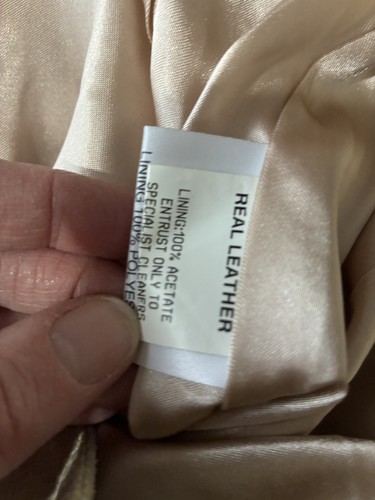 REAL LEATHER
LINING:100% ACETATE
ENTRUST ONLY TO
SPECIALIST CLEANERS
LINING 100% POLYES